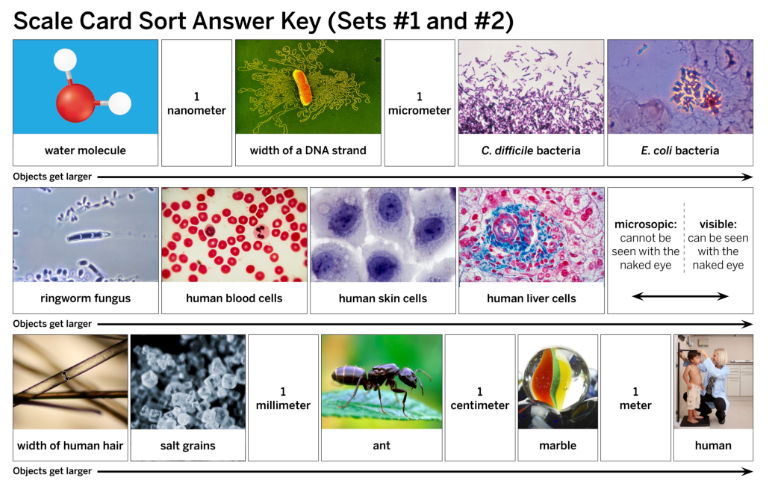 Scale Card Sort Answer Key (Sets #1 and #2)
water molecule
1
nanometer
width of a DNA strand
1
micrometer
C. difficile bacteria
E. coli bacteria
Objects get larger
ringworm fungus
human blood cells
human skin cells
human liver cells
microsopic:
cannot be
seen with the
naked eye
visible:
can be seen
with the
naked eye
Objects get larger
width of human hair
salt grains
1
millimeter
ant
1
centimeter
marble
1
meter
human
Objects get larger